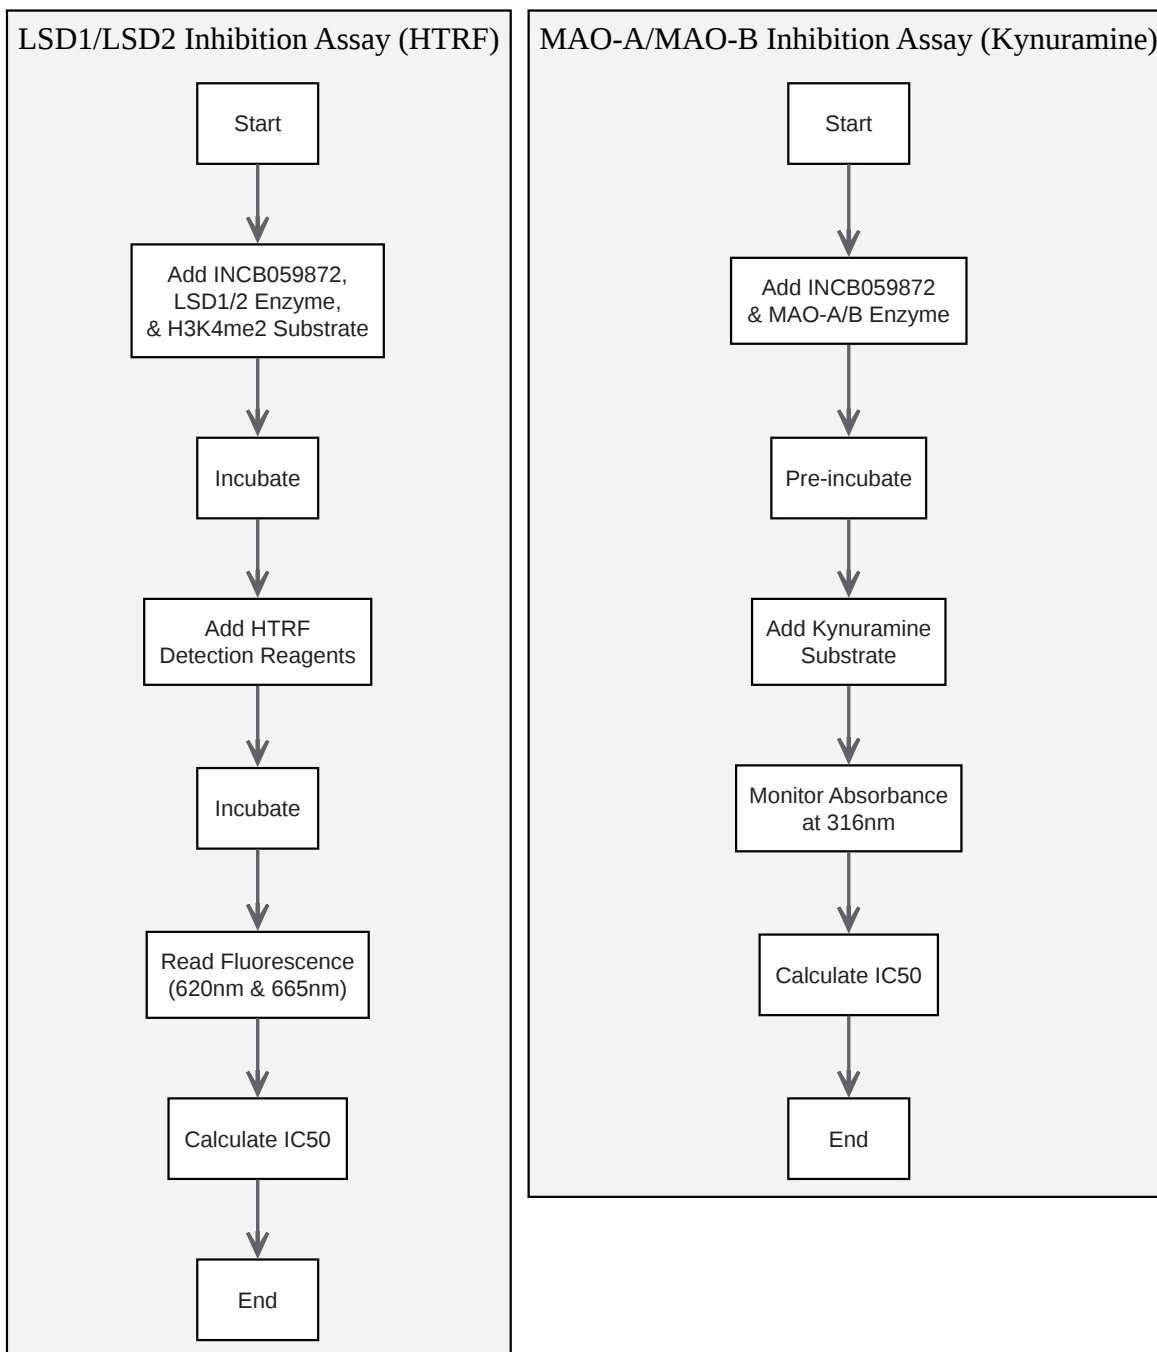 LSD1/LSD2 Inhibition Assay (HTRF)
Start
Add INCB059872,
LSD1/2 Enzyme,
& H3K4me2 Substrate
Incubate
Add HTRF
Detection Reagents
Incubate
Read Fluorescence
(620nm & 665nm)
Calculate IC50
End
MAO-A/MAO-B Inhibition Assay (Kynuramine)
Start
Add INCB059872
& MAO-A/B Enzyme
Pre-incubate
Add Kynuramine
Substrate
Monitor Absorbance
at 316nm
Calculate IC50
End